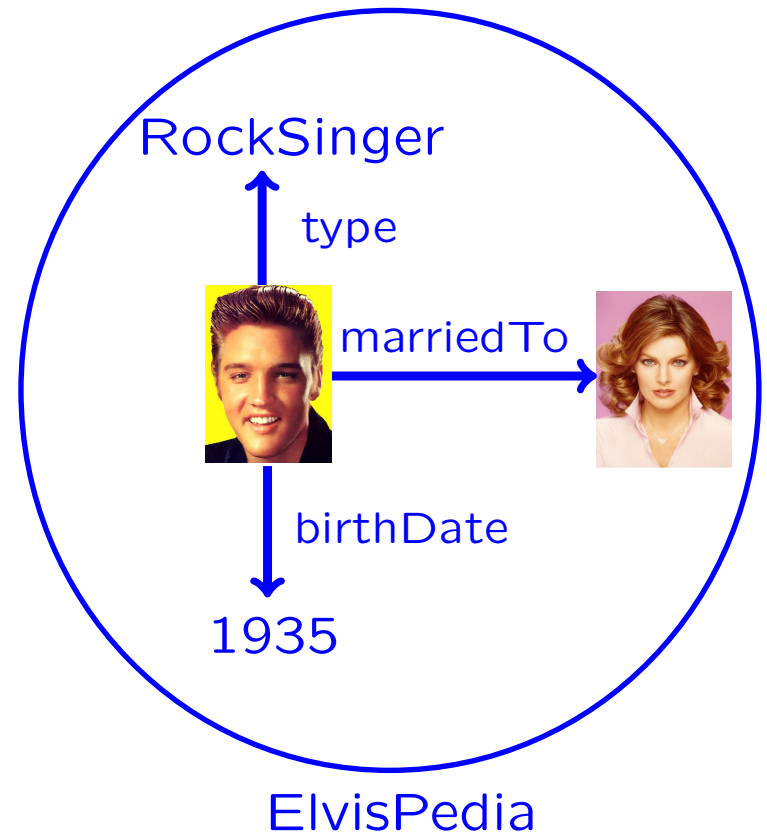 RockSinger
type
marriedTo
birthDate
1935
ElvisPedia